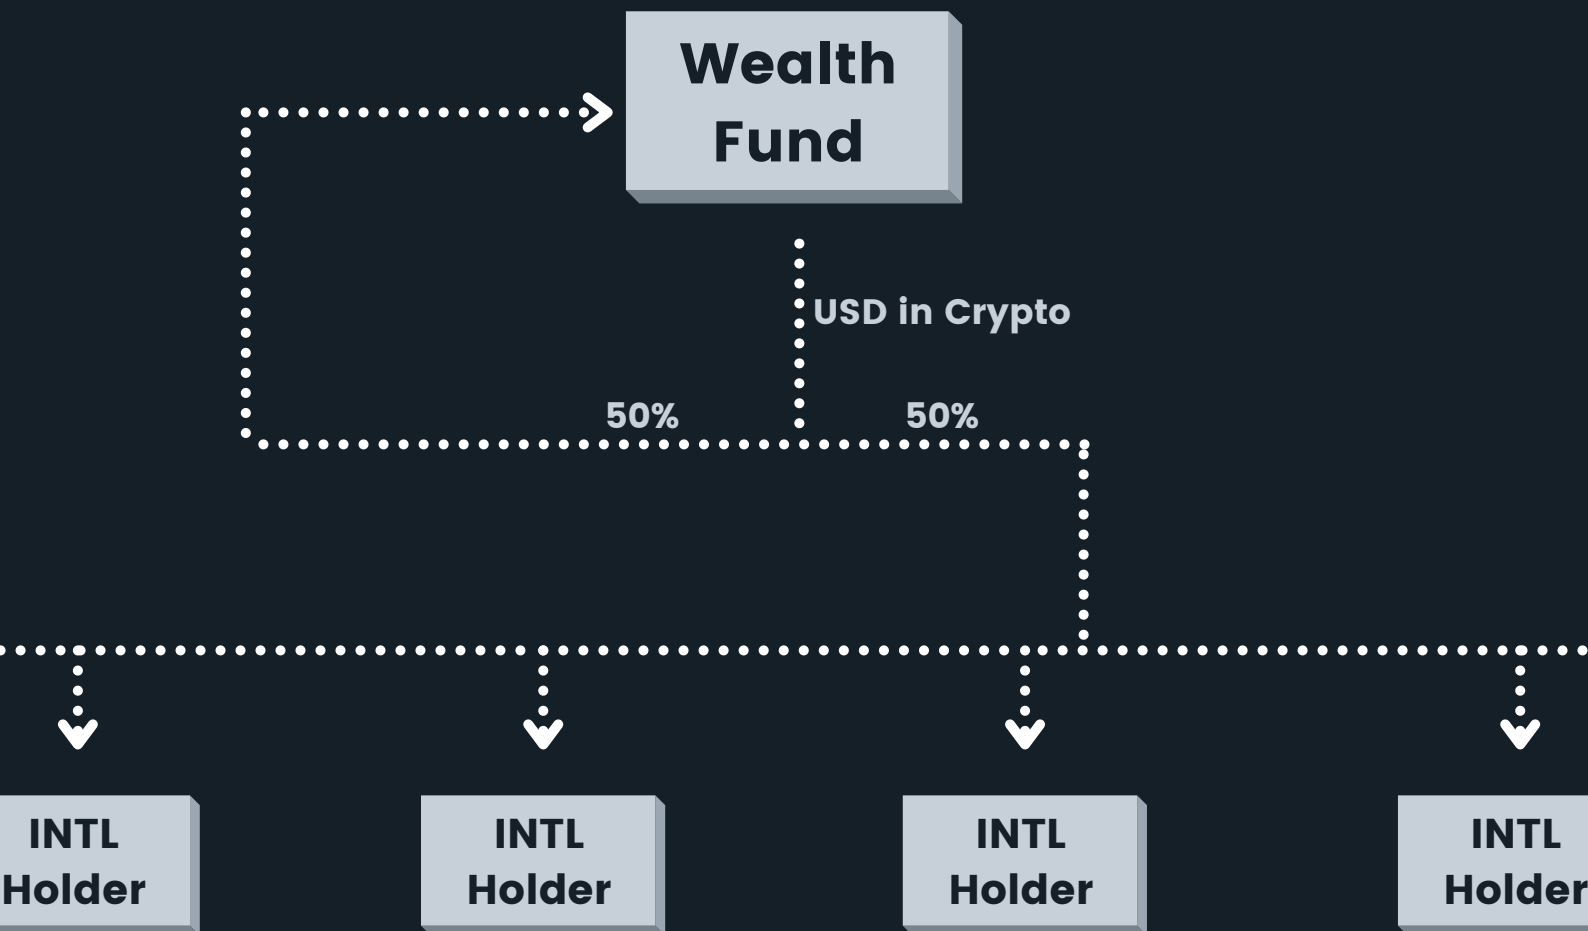 Wealth
Fund
USD in Crypto
50% 50%
INTL INTL INTL INTL
Holder Holder Holder Holder